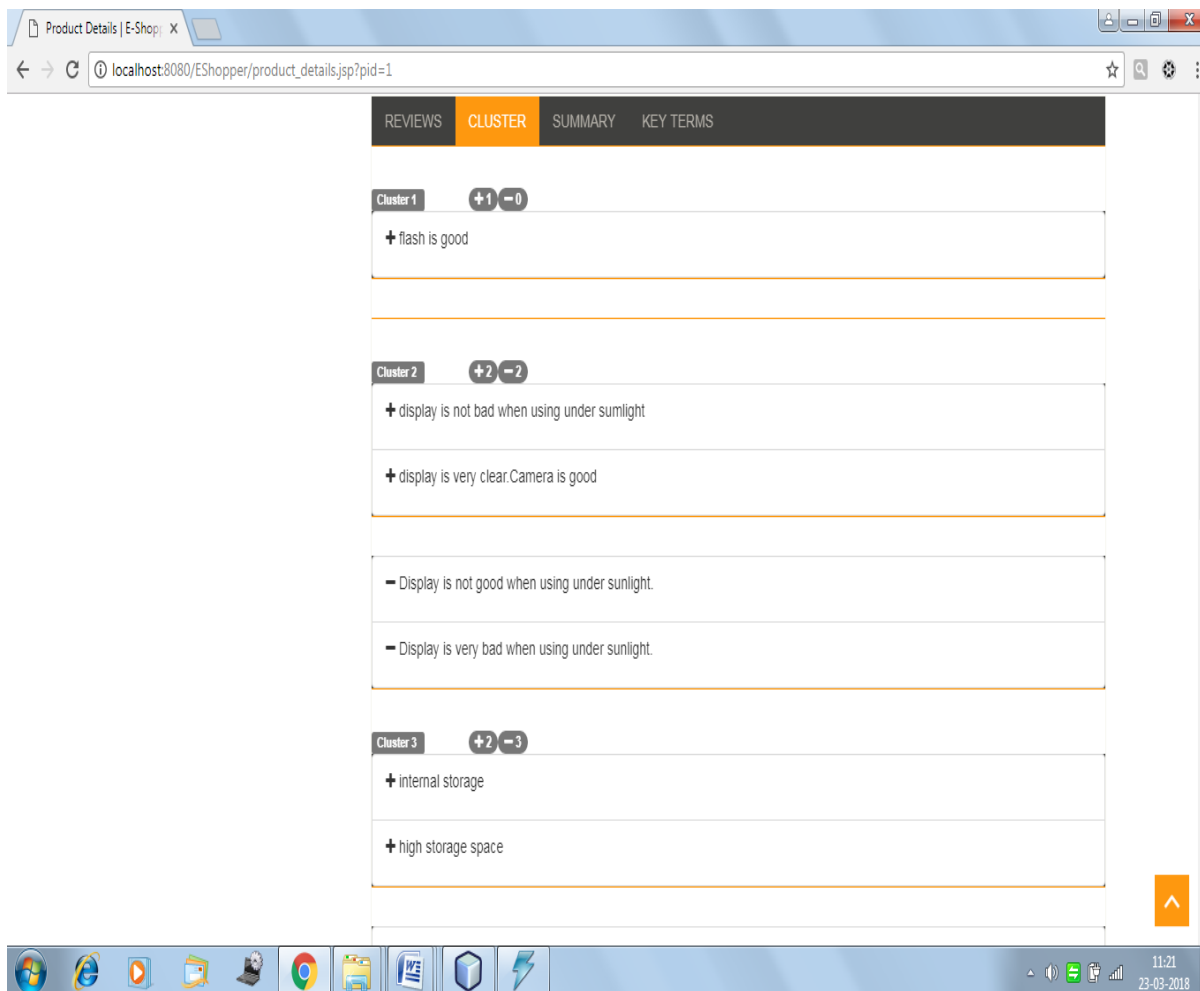 Product Details | E-Shop
localhost:8080/EShopper/product_details.jsp?pid=1
REVIEWS CLUSTER SUMMARY KEY TERMS
Cluster 1 +1 -0
+ flash is good
Cluster 2 +2 -2
+ display is not bad when using under sumlight
+ display is very clear.Camera is good
- Display is not good when using under sunlight.
- Display is very bad when using under sunlight.
Cluster 3 +2 -3
+ internal storage
+ high storage space
11:21
23-03-2018